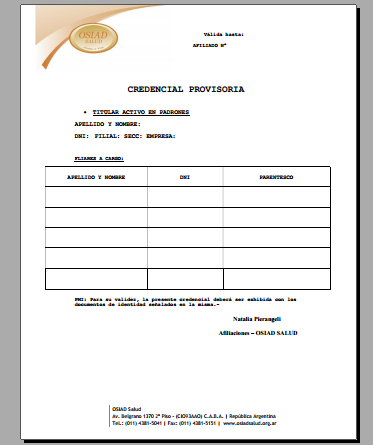 OSIAD
SALUD
Válida hasta:
AFILIADO Nº
CREDENCIAL PROVISORIA
• TITULAR ACTIVO EN PADRONES
APELLIDO Y NOMBRE:
DNI: FILIAL: SECC: EMPRESA:
FLIARES A CARGO:
APELLIDO Y NOMBRE DNI PARENTESCO
PMI: Para su validez, la presente credencial deberá ser exhibida con los
documentos de identidad señalados en la misma.-
Natalia Pierangeli
Afiliaciones – OSIAD SALUD
OSIAD Salud
Av. Belgrano 1370 2º Piso - (C1093AAO) C.A.B.A. | República Argentina
Tel.: (011) 4381-5041 | Fax: (011) 4381-5151 | www.osiadsalud.org.ar